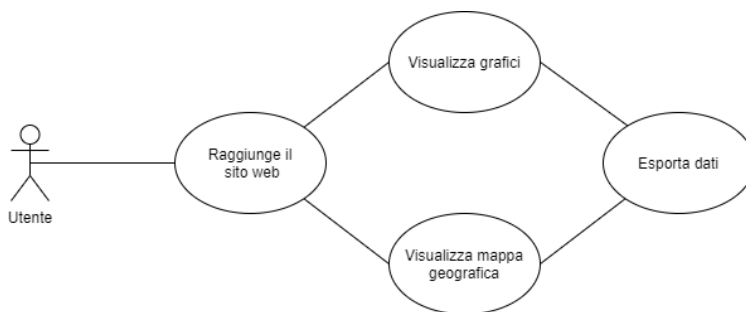 Visualizza grafici
Raggiunge il
sito web
Esporta dati
Utente
Visualizza mappa
geografica